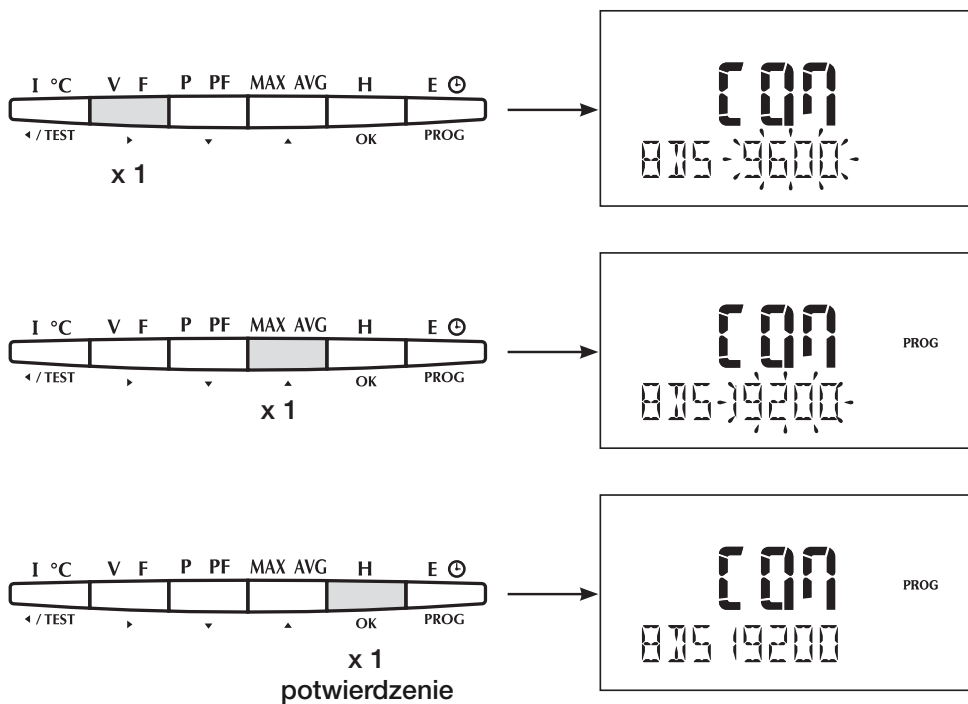 I °C V F P PF MAX AVG H E
COM
◂ / TEST ▸ ▾ ▴ OK PROG
BDS 9600
x 1
I °C V F P PF MAX AVG H E
COM PROG
◂ / TEST ▸ ▾ ▴ OK PROG
BDS 19200
x 1
I °C V F P PF MAX AVG H E
COM PROG
◂ / TEST ▸ ▾ ▴ OK PROG
BDS 19200
x 1
potwierdzenie